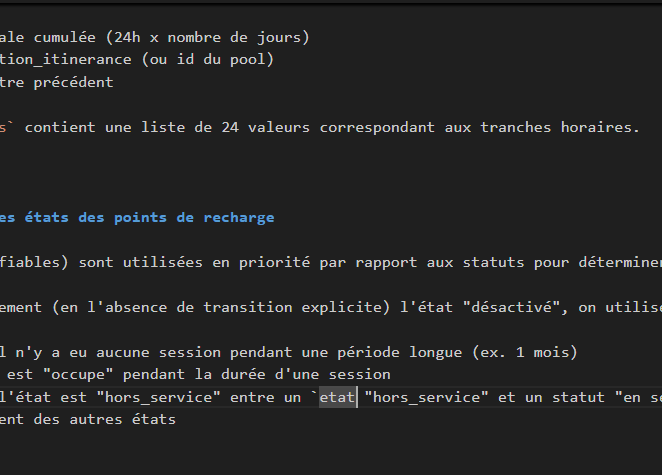 ale cumulée (24h x nombre de jours)
tion_itinerance (ou id du pool)
tre précédent
s` contient une liste de 24 valeurs correspondant aux tranches horaires.
es états des points de recharge
fiables) sont utilisées en priorité par rapport aux statuts pour déterminer
ement (en l'absence de transition explicite) l'état "désactivé", on utilise
l n'y a eu aucune session pendant une période longue (ex. 1 mois)
est "occupe" pendant la durée d'une session
l'état est "hors_service" entre un `etat "hors_service" et un statut "en se
ent des autres états